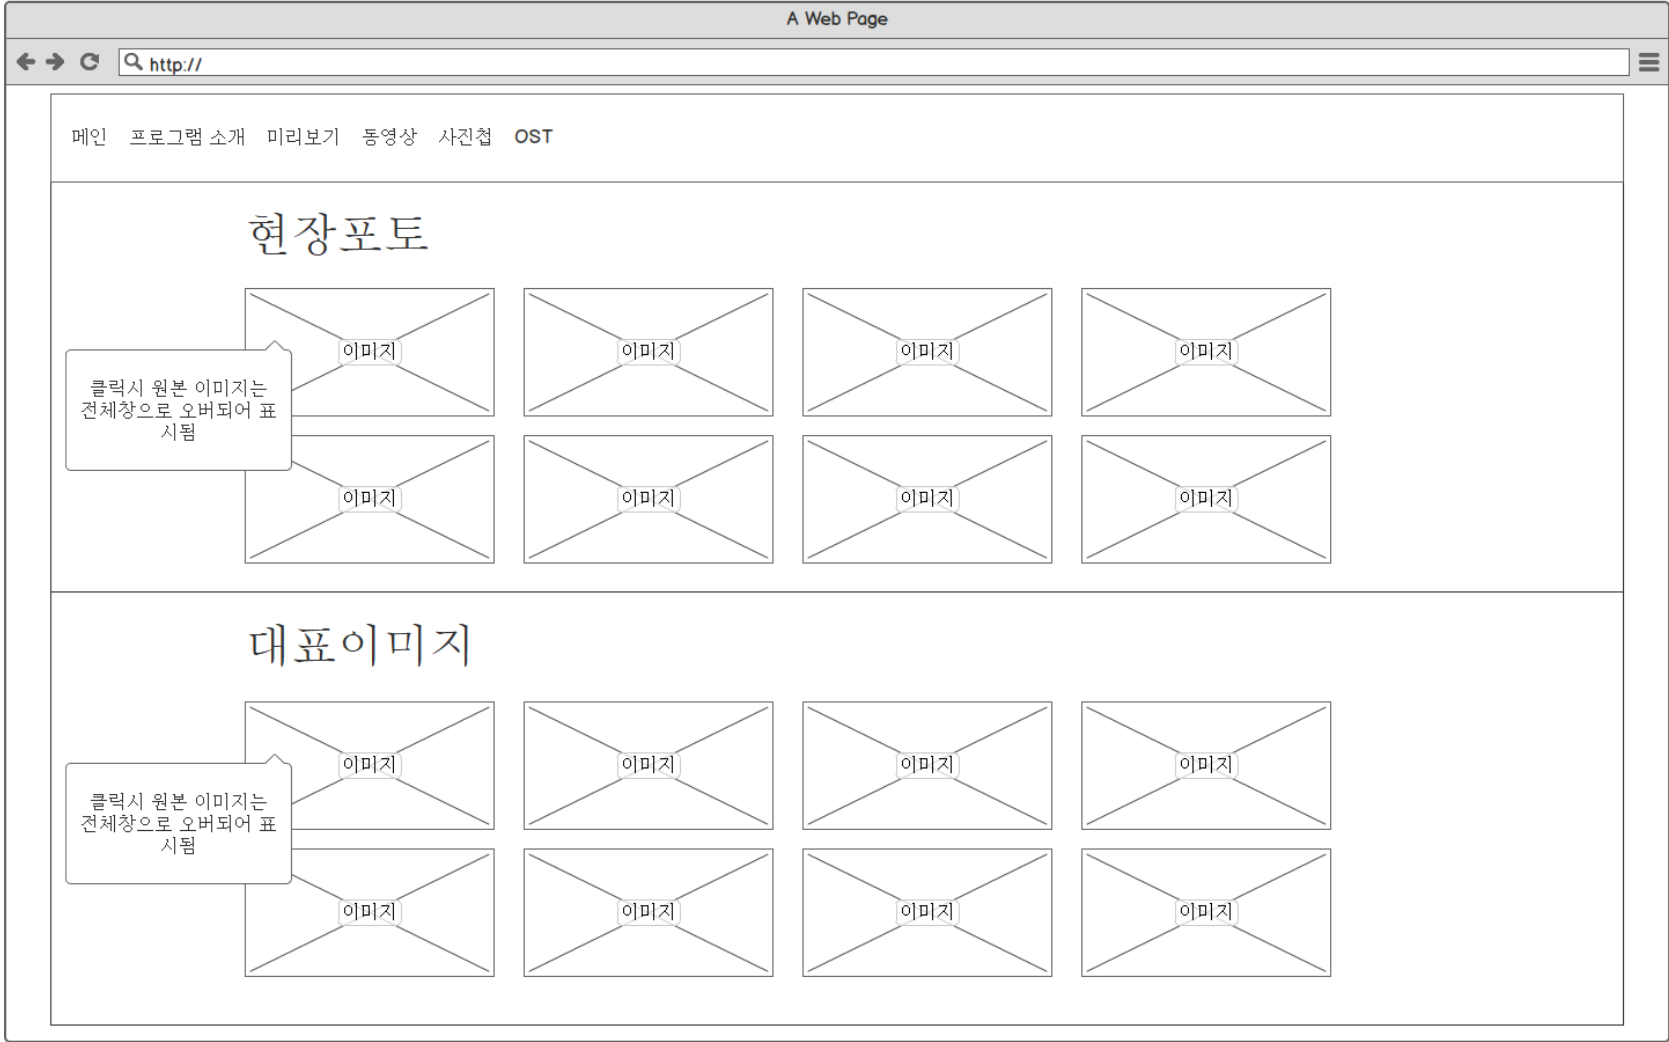 A Web Page
http://
메인 프로그램 소개 미리보기 동영상 사진첩 OST
현장포토
이미지 이미지 이미지 이미지
클릭시 원본 이미지는
전체창으로 오버되어 표
시됨
이미지 이미지 이미지 이미지
대표이미지
이미지 이미지 이미지 이미지
클릭시 원본 이미지는
전체창으로 오버되어 표
시됨
이미지 이미지 이미지 이미지